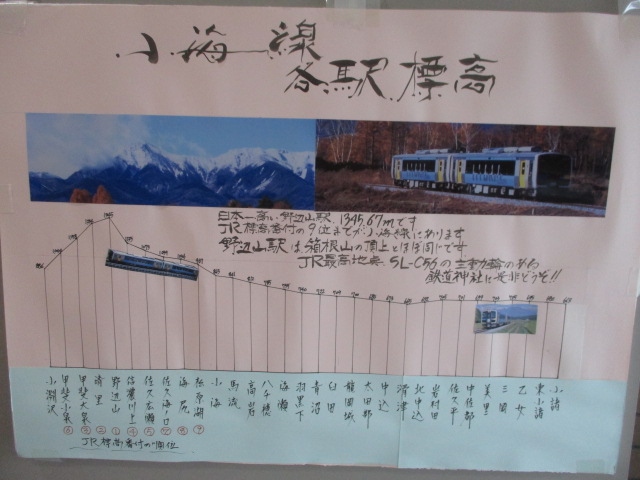 小海線
各駅標高
日本一高い野辺山駅 1345.67mです
JR標高番付の9位までが小海線にあります
野辺山駅は箱根山の頂上とほぼ同じです
JR最高地点、SL-C56の主動輪のある
鉄道神社に是非どうぞ!!
小淵沢
甲斐小泉
甲斐大泉
清里
野辺山
信濃川上
佐久広瀬
佐久海ノ口
海尻
松原湖
小海
馬流
高岩
八千穂
海瀬
羽黒下
青沼
臼田
龍岡城
太田部
中込
滑津
北中込
岩村田
佐久平
中佐都
美里
三岡
乙女
東小諸
小諸
JR標高番付の順位